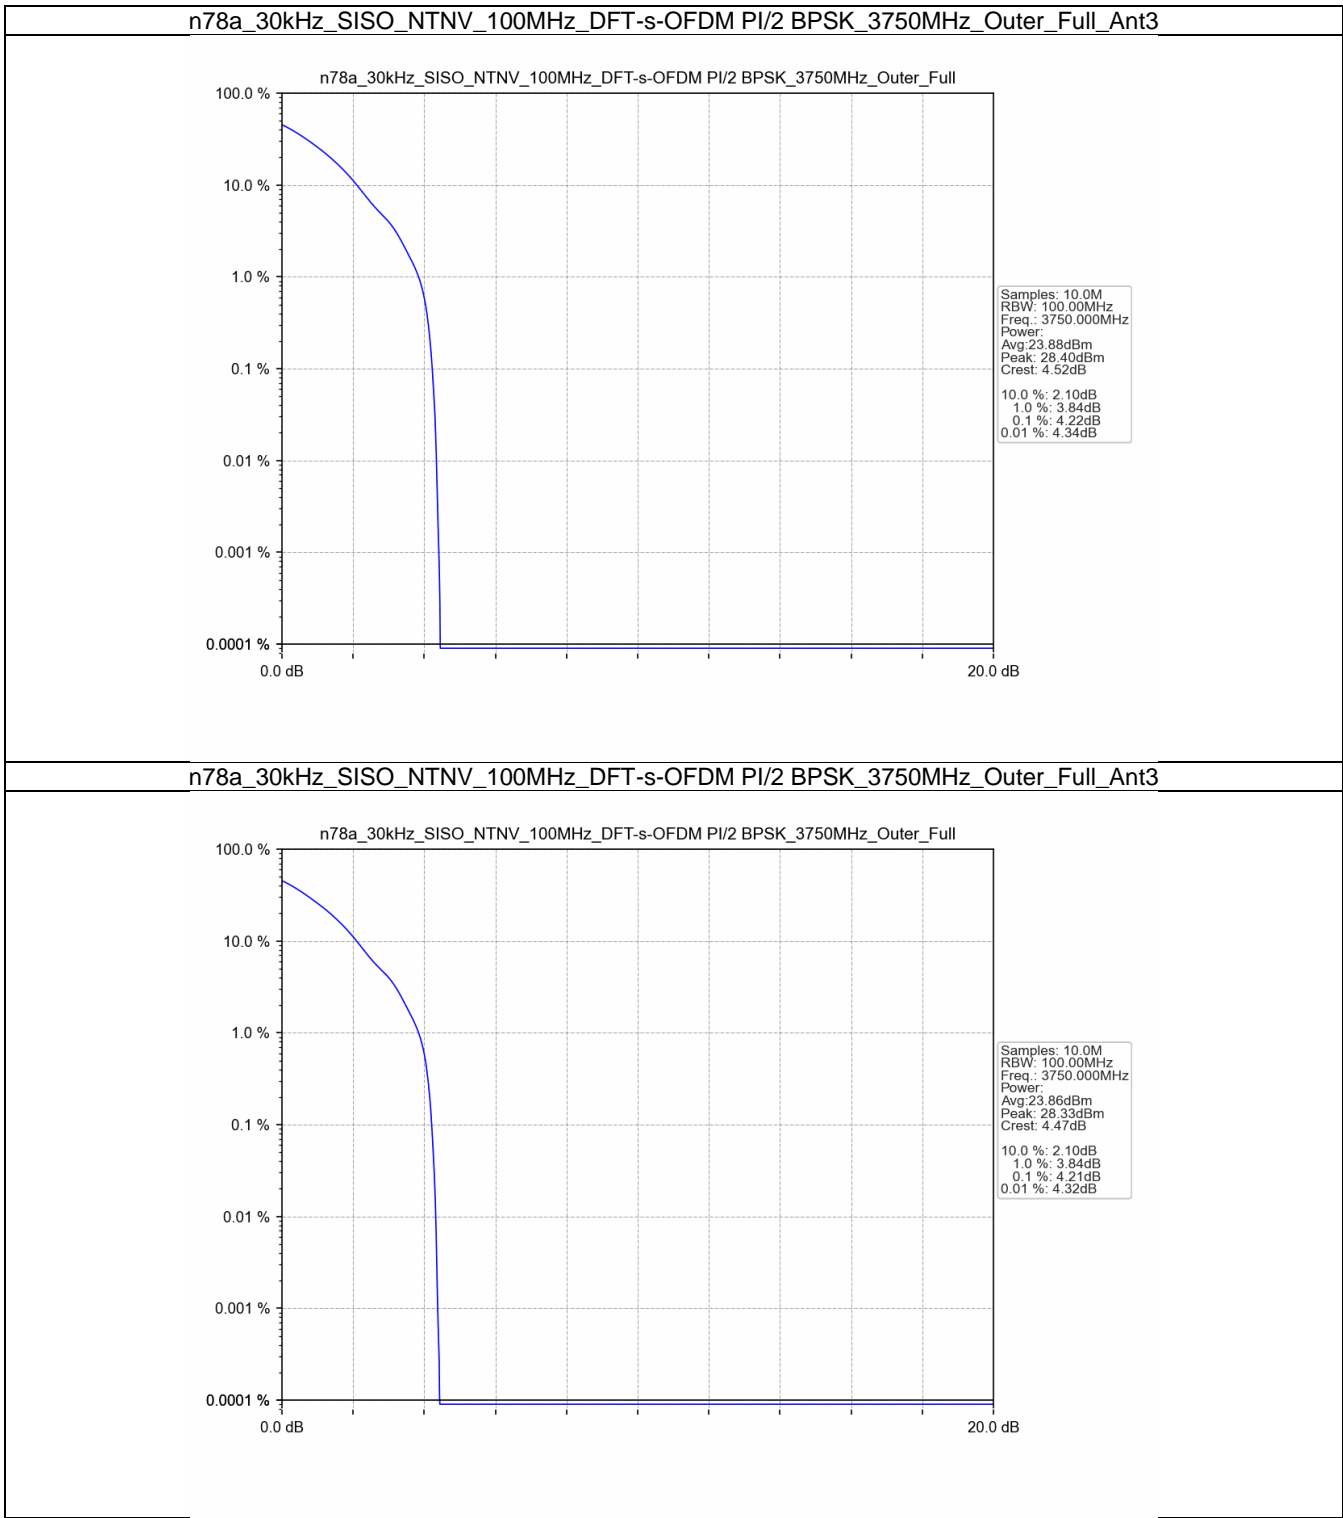 n78a_30kHz_SISO_NTNV_100MHz_DFT-s-OFDM PI/2 BPSK_3750MHz_Outer_Full_Ant3
n78a_30kHz_SISO_NTNV_100MHz_DFT-s-OFDM PI/2 BPSK_3750MHz_Outer_Full
100.0 %
10.0 %
1.0 %
0.1 %
0.01 %
0.001 %
0.0001 %
0.0 dB
20.0 dB
Samples: 10.0M
RBW: 100.00MHz
Freq.: 3750.000MHz
Power:
Avg:23.88dBm
Peak: 28.40dBm
Crest: 4.52dB
10.0 %: 2.10dB
1.0 %: 3.84dB
0.1 %: 4.22dB
0.01 %: 4.34dB
n78a_30kHz_SISO_NTNV_100MHz_DFT-s-OFDM PI/2 BPSK_3750MHz_Outer_Full_Ant3
n78a_30kHz_SISO_NTNV_100MHz_DFT-s-OFDM PI/2 BPSK_3750MHz_Outer_Full
100.0 %
10.0 %
1.0 %
0.1 %
0.01 %
0.001 %
0.0001 %
0.0 dB
20.0 dB
Samples: 10.0M
RBW: 100.00MHz
Freq.: 3750.000MHz
Power:
Avg:23.86dBm
Peak: 28.33dBm
Crest: 4.47dB
10.0 %: 2.10dB
1.0 %: 3.84dB
0.1 %: 4.21dB
0.01 %: 4.32dB